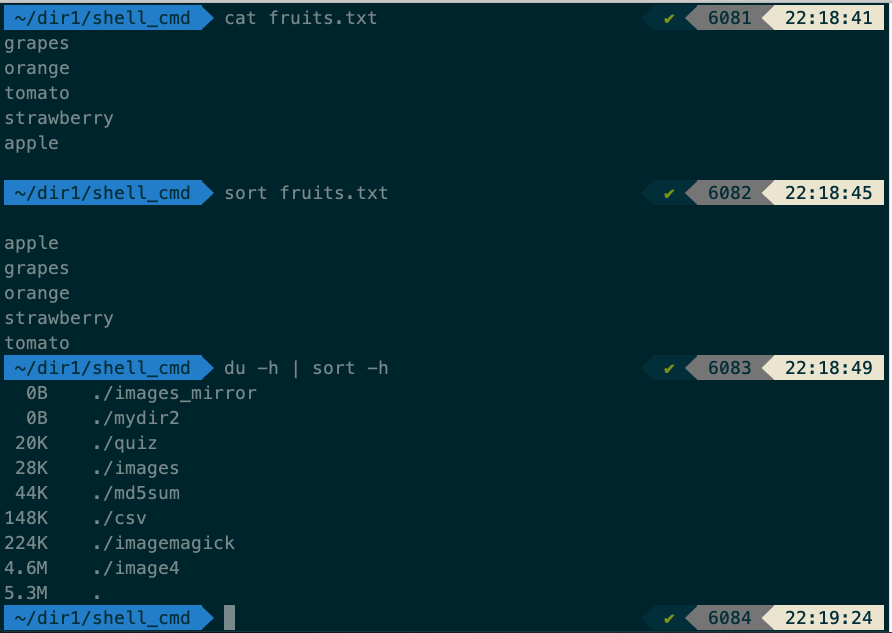 ~/dir1/shell_cmd cat fruits.txt ✔ 6081 22:18:41
grapes
orange
tomato
strawberry
apple
~/dir1/shell_cmd sort fruits.txt ✔ 6082 22:18:45
apple
grapes
orange
strawberry
tomato
~/dir1/shell_cmd du -h | sort -h ✔ 6083 22:18:49
0B ./images_mirror
0B ./mydir2
20K ./quiz
28K ./images
44K ./md5sum
148K ./csv
224K ./imagemagick
4.6M ./image4
5.3M .
~/dir1/shell_cmd ✔ 6084 22:19:24